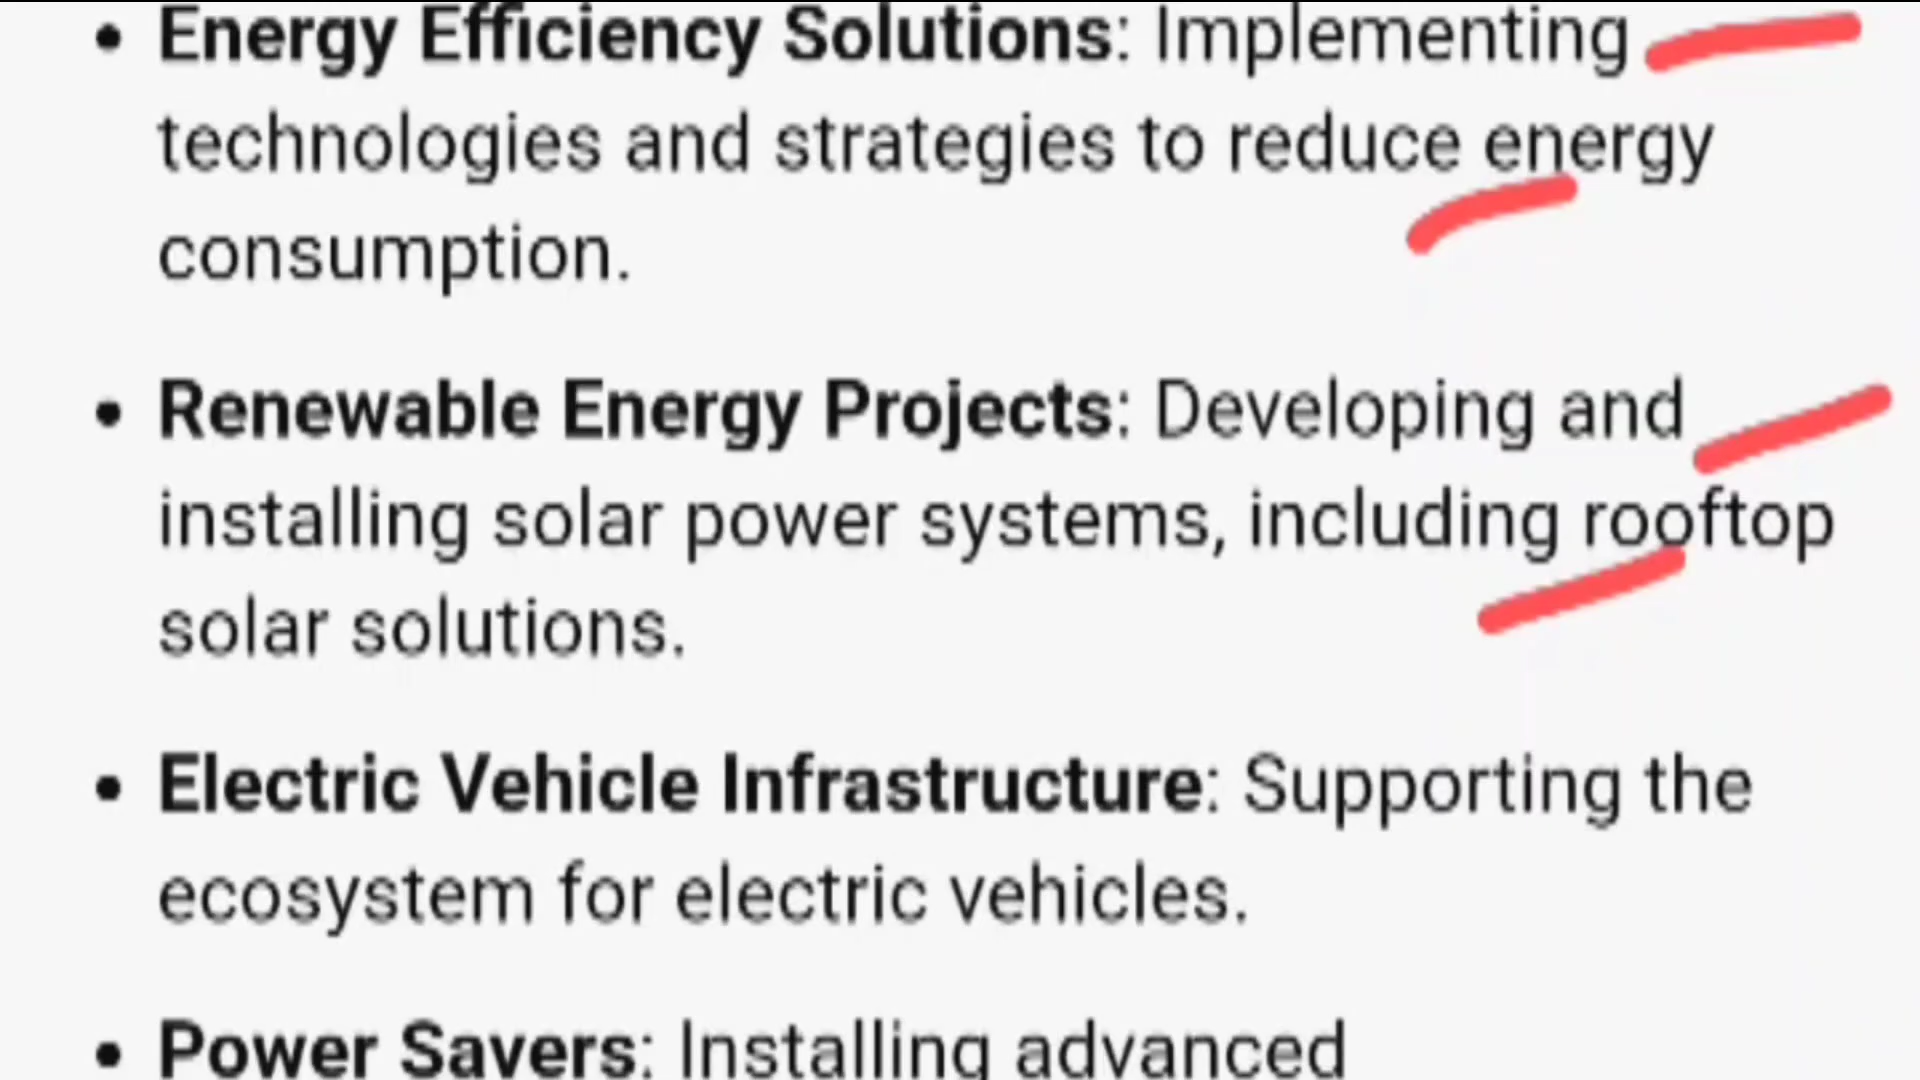 • Energy Efficiency Solutions: Implementing
technologies and strategies to reduce energy
consumption.
• Renewable Energy Projects: Developing and
installing solar power systems, including rooftop
solar solutions.
• Electric Vehicle Infrastructure: Supporting the
ecosystem for electric vehicles.
• Power Savers: Installing advanced